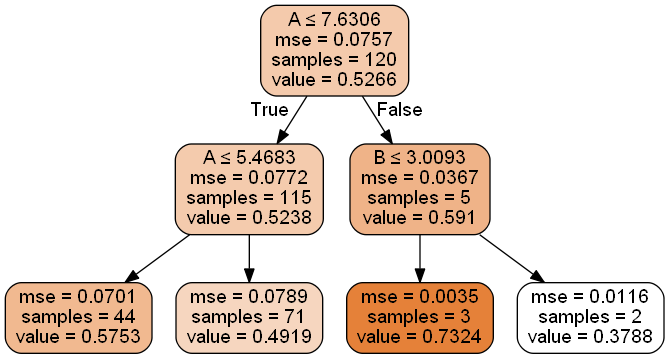 A ≤ 7.6306
mse = 0.0757
samples = 120
value = 0.5266
True
False
A ≤ 5.4683
mse = 0.0772
samples = 115
value = 0.5238
B ≤ 3.0093
mse = 0.0367
samples = 5
value = 0.591
mse = 0.0701
samples = 44
value = 0.5753
mse = 0.0789
samples = 71
value = 0.4919
mse = 0.0035
samples = 3
value = 0.7324
mse = 0.0116
samples = 2
value = 0.3788